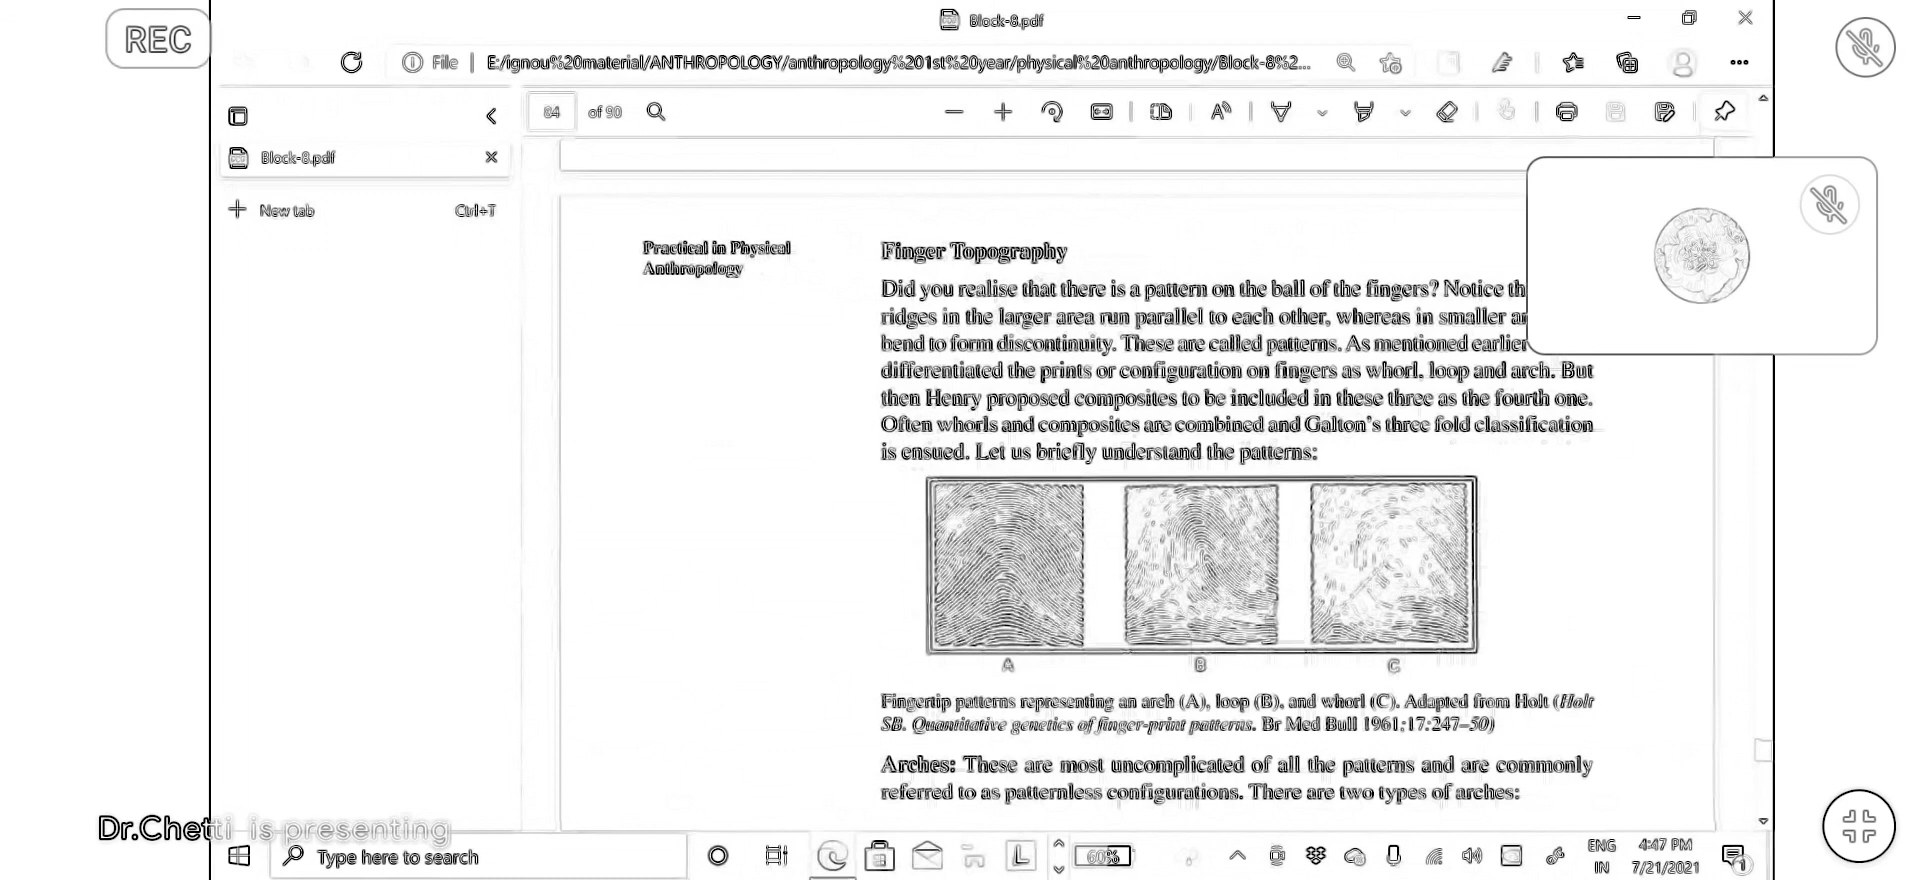 REC
Block-8.pdf
File
E:/ignou%20material/ANTHROPOLOGY/anthropology%201st%20year/physical%20anthropology/Block-8%2...
84 of 90
Block-8.pdf
New tab Ctrl+T
Practical in Physical
Anthropology
Finger Topography
Did you realise that there is a pattern on the ball of the fingers? Notice th
ridges in the larger area run parallel to each other, whereas in smaller ar
bend to form discontinuity. These are called patterns. As mentioned earlier
differentiated the prints or configuration on fingers as whorl, loop and arch. But
then Henry proposed composites to be included in these three as the fourth one.
Often whorls and composites are combined and Galton's three fold classification
is ensued. Let us briefly understand the patterns:
A B C
Fingertip patterns representing an arch (A), loop (B), and whorl (C). Adapted from Holt (Holt
SB. Quantitative genetics of finger-print patterns. Br Med Bull 1961;17:247–50)
Arches: These are most uncomplicated of all the patterns and are commonly
referred to as patternless configurations. There are two types of arches:
Dr.Chetti is presenting
Type here to search
L
60%
ENG
IN
4:47 PM
7/21/2021
1